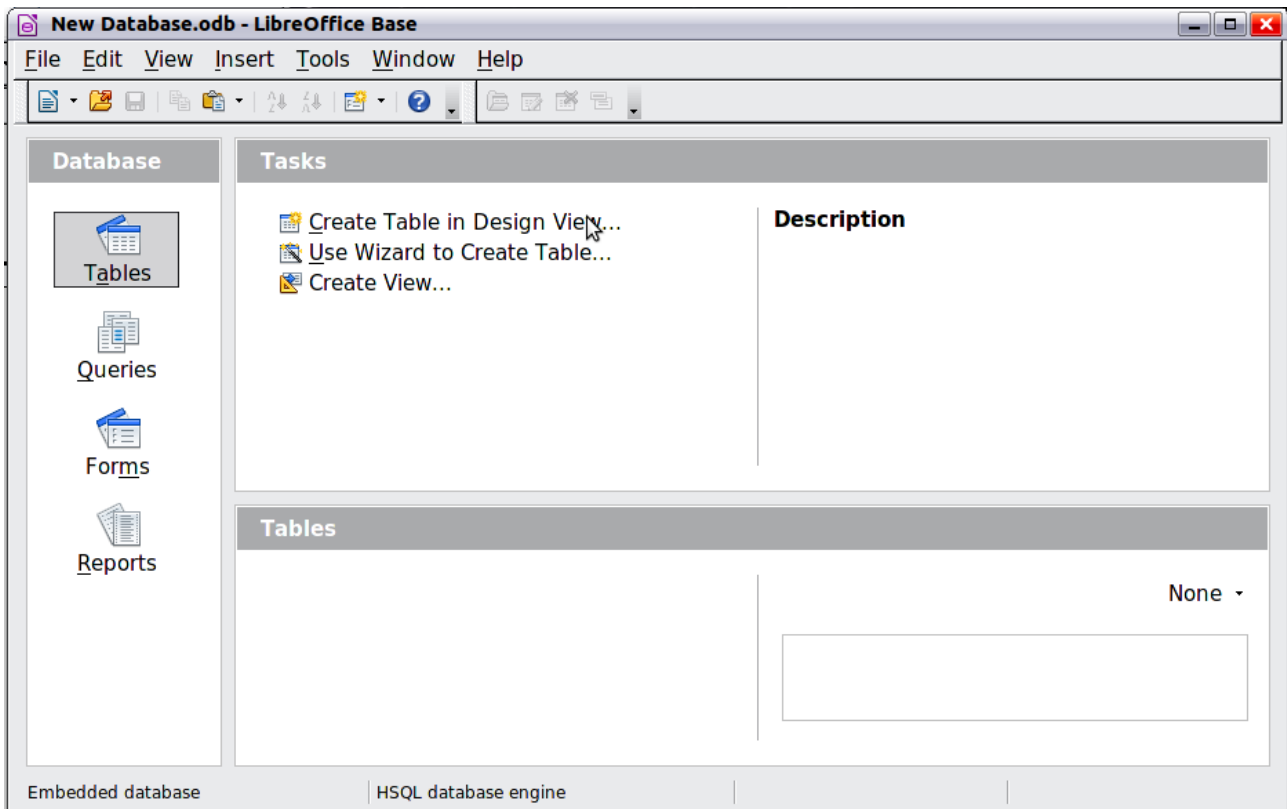 New Database.odb - LibreOffice Base
File Edit View Insert Tools Window Help
Database
Tables
Queries
Forms
Reports
Tasks
Create Table in Design View...
Use Wizard to Create Table...
Create View...
Description
Tables
None
Embedded database
HSQL database engine